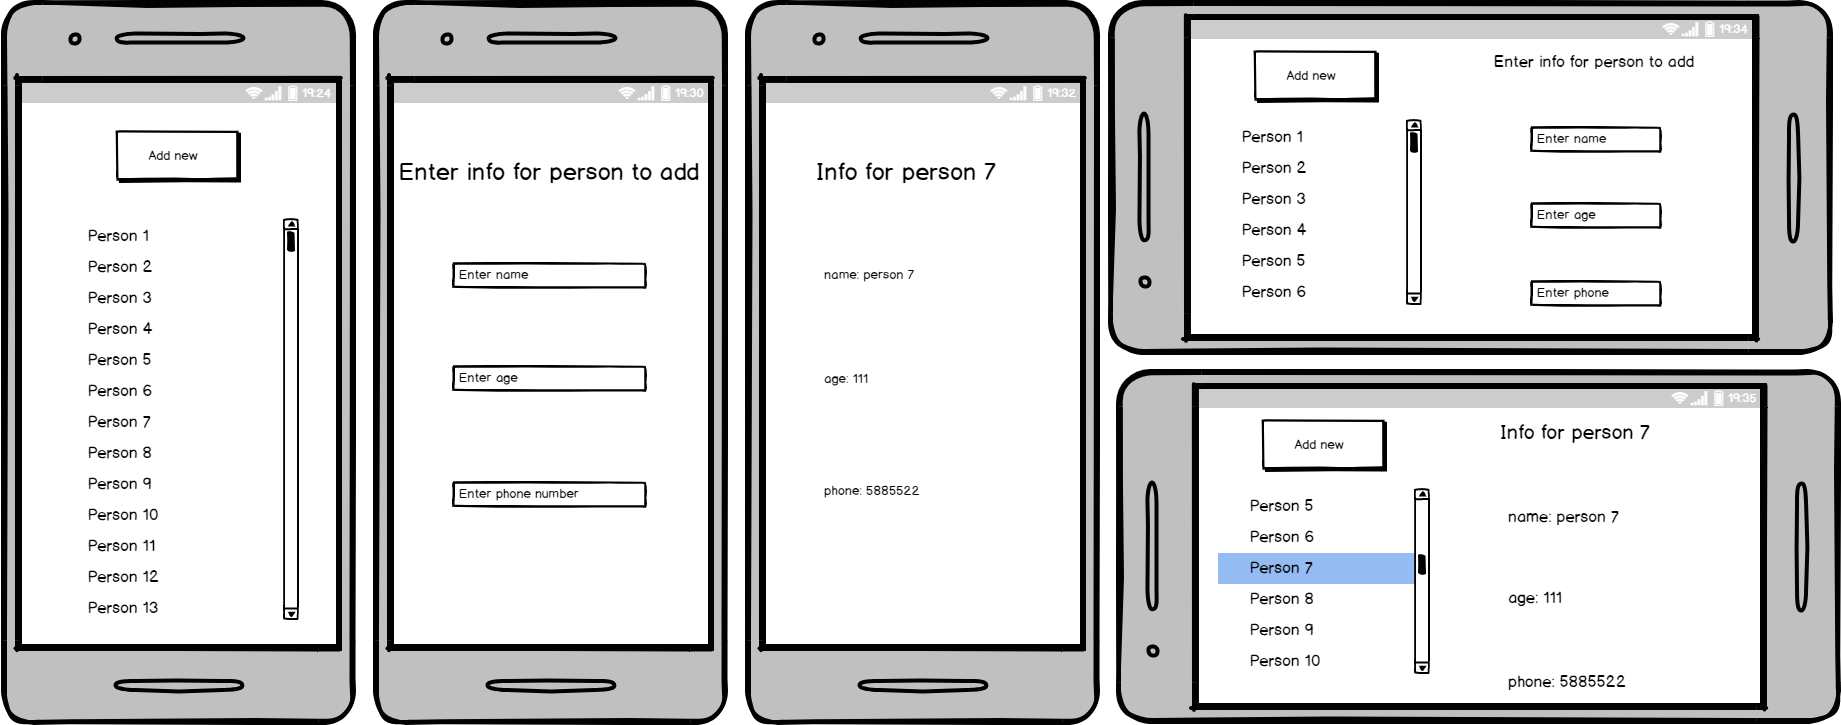 19:24
Add new
Person 1
Person 2
Person 3
Person 4
Person 5
Person 6
Person 7
Person 8
Person 9
Person 10
Person 11
Person 12
Person 13
19:30
Enter info for person to add
Enter name
Enter age
Enter phone number
19:32
Info for person 7
name: person 7
age: 111
phone: 5885522
19:34
Add new
Person 1
Person 2
Person 3
Person 4
Person 5
Person 6
Enter info for person to add
Enter name
Enter age
Enter phone
19:35
Add new
Person 5
Person 6
Person 7
Person 8
Person 9
Person 10
Info for person 7
name: person 7
age: 111
phone: 5885522